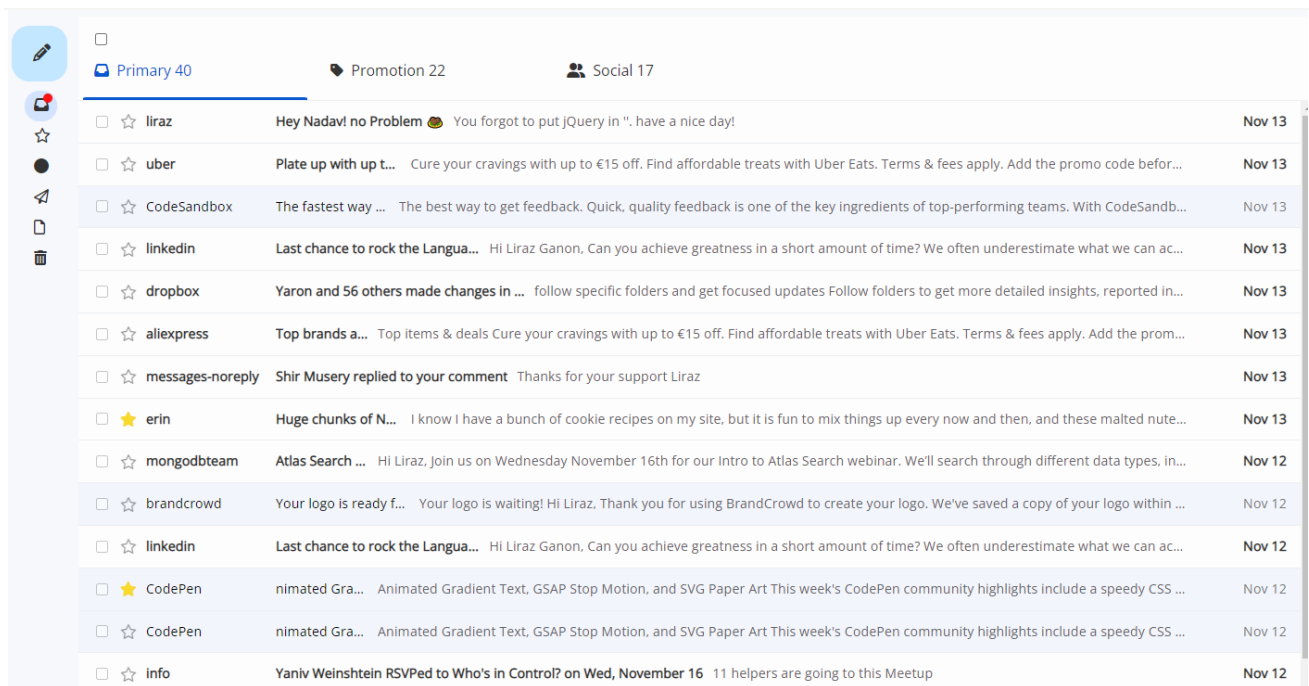 Primary 40 Promotion 22 Social 17
liraz Hey Nadav! no Problem You forgot to put jQuery in ''. have a nice day! Nov 13
uber Plate up with up t... Cure your cravings with up to €15 off. Find affordable treats with Uber Eats. Terms & fees apply. Add the promo code befor... Nov 13
CodeSandbox The fastest way ... The best way to get feedback. Quick, quality feedback is one of the key ingredients of top-performing teams. With CodeSandb... Nov 13
linkedin Last chance to rock the Langua... Hi Liraz Ganon, Can you achieve greatness in a short amount of time? We often underestimate what we can ac... Nov 13
dropbox Yaron and 56 others made changes in ... follow specific folders and get focused updates Follow folders to get more detailed insights, reported in... Nov 13
aliexpress Top brands a... Top items & deals Cure your cravings with up to €15 off. Find affordable treats with Uber Eats. Terms & fees apply. Add the prom... Nov 13
messages-noreply Shir Musery replied to your comment Thanks for your support Liraz Nov 13
erin Huge chunks of N... I know I have a bunch of cookie recipes on my site, but it is fun to mix things up every now and then, and these malted nute... Nov 13
mongodbteam Atlas Search ... Hi Liraz, Join us on Wednesday November 16th for our Intro to Atlas Search webinar. We'll search through different data types, in... Nov 12
brandcrowd Your logo is ready f... Your logo is waiting! Hi Liraz, Thank you for using BrandCrowd to create your logo. We've saved a copy of your logo within ... Nov 12
linkedin Last chance to rock the Langua... Hi Liraz Ganon, Can you achieve greatness in a short amount of time? We often underestimate what we can ac... Nov 12
CodePen nimated Gra... Animated Gradient Text, GSAP Stop Motion, and SVG Paper Art This week's CodePen community highlights include a speedy CSS ... Nov 12
CodePen nimated Gra... Animated Gradient Text, GSAP Stop Motion, and SVG Paper Art This week's CodePen community highlights include a speedy CSS ... Nov 12
info Yaniv Weinshtein RSVPed to Who's in Control? on Wed, November 16 11 helpers are going to this Meetup Nov 12